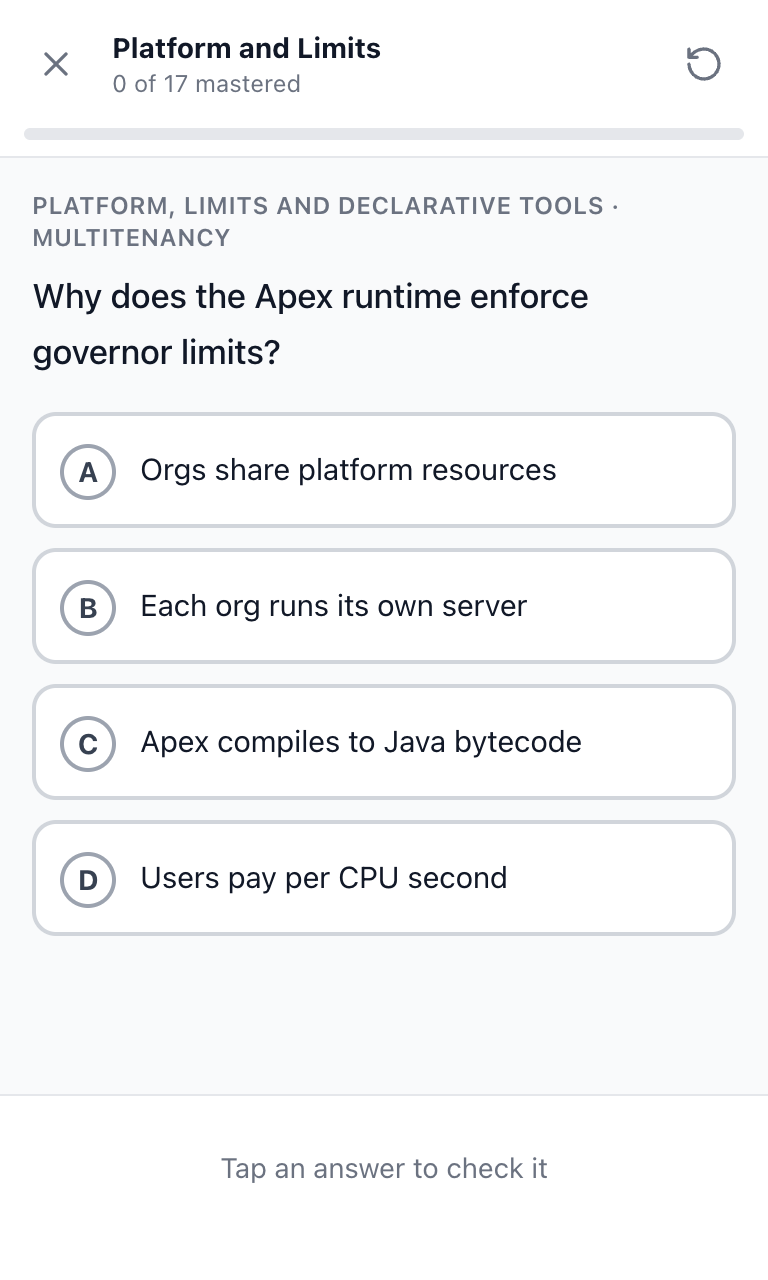 Platform and Limits
0 of 17 mastered
PLATFORM, LIMITS AND DECLARATIVE TOOLS ·
MULTITENANCY
Why does the Apex runtime enforce
governor limits?
A Orgs share platform resources
B Each org runs its own server
C Apex compiles to Java bytecode
D Users pay per CPU second
Tap an answer to check it